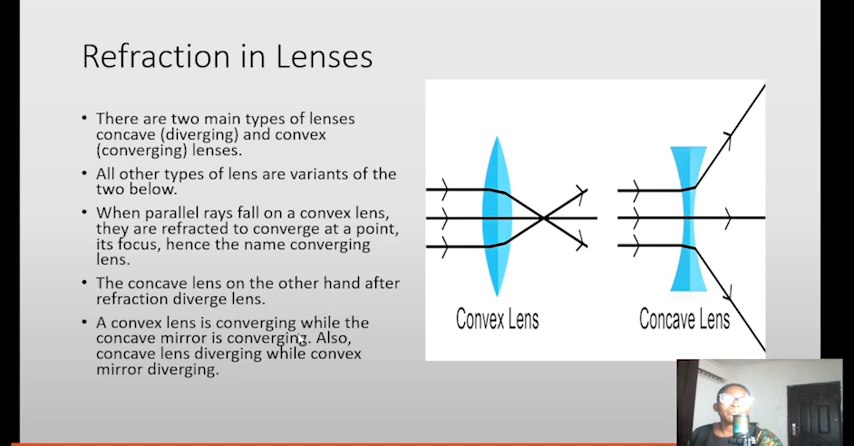 Refraction in Lenses
• There are two main types of lenses
concave (diverging) and convex
(converging) lenses.
• All other types of lens are variants of the
two below.
• When parallel rays fall on a convex lens,
they are refracted to converge at a point,
its focus, hence the name converging
lens.
• The concave lens on the other hand after
refraction diverge lens.
• A convex lens is converging while the
concave mirror is converging. Also,
concave lens diverging while convex
mirror diverging.
Convex Lens
Concave Lens